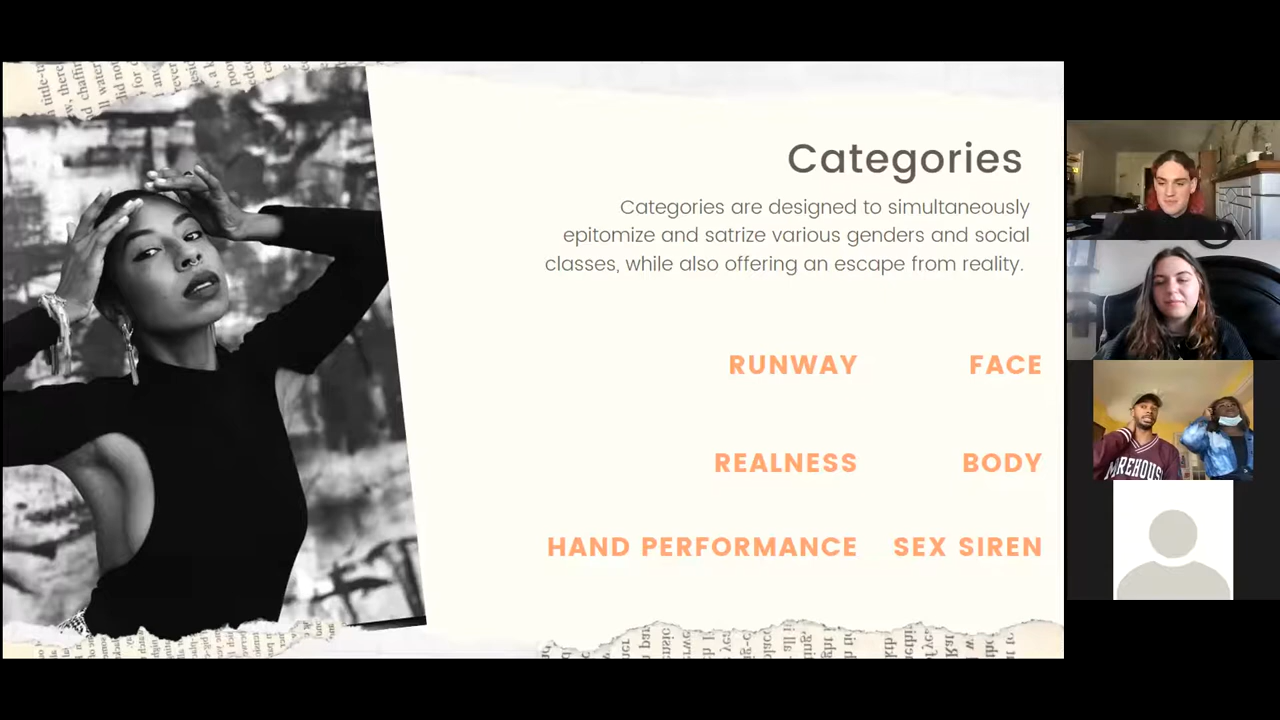 Categories
Categories are designed to simultaneously
epitomize and satrize various genders and social
classes, while also offering an escape from reality.
RUNWAY FACE
REALNESS BODY
HAND PERFORMANCE SEX SIREN